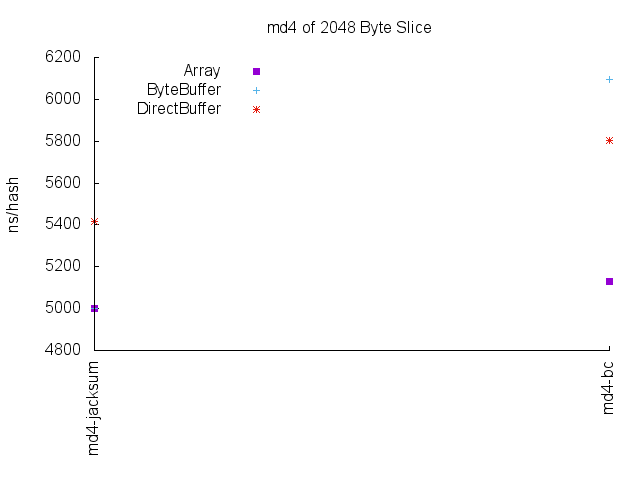 md4 of 2048 Byte Slice
6200
6000
5800
5600
5400
5200
5000
4800
ns/hash
Array
ByteBuffer
DirectBuffer
md4-jacksum
md4-bc